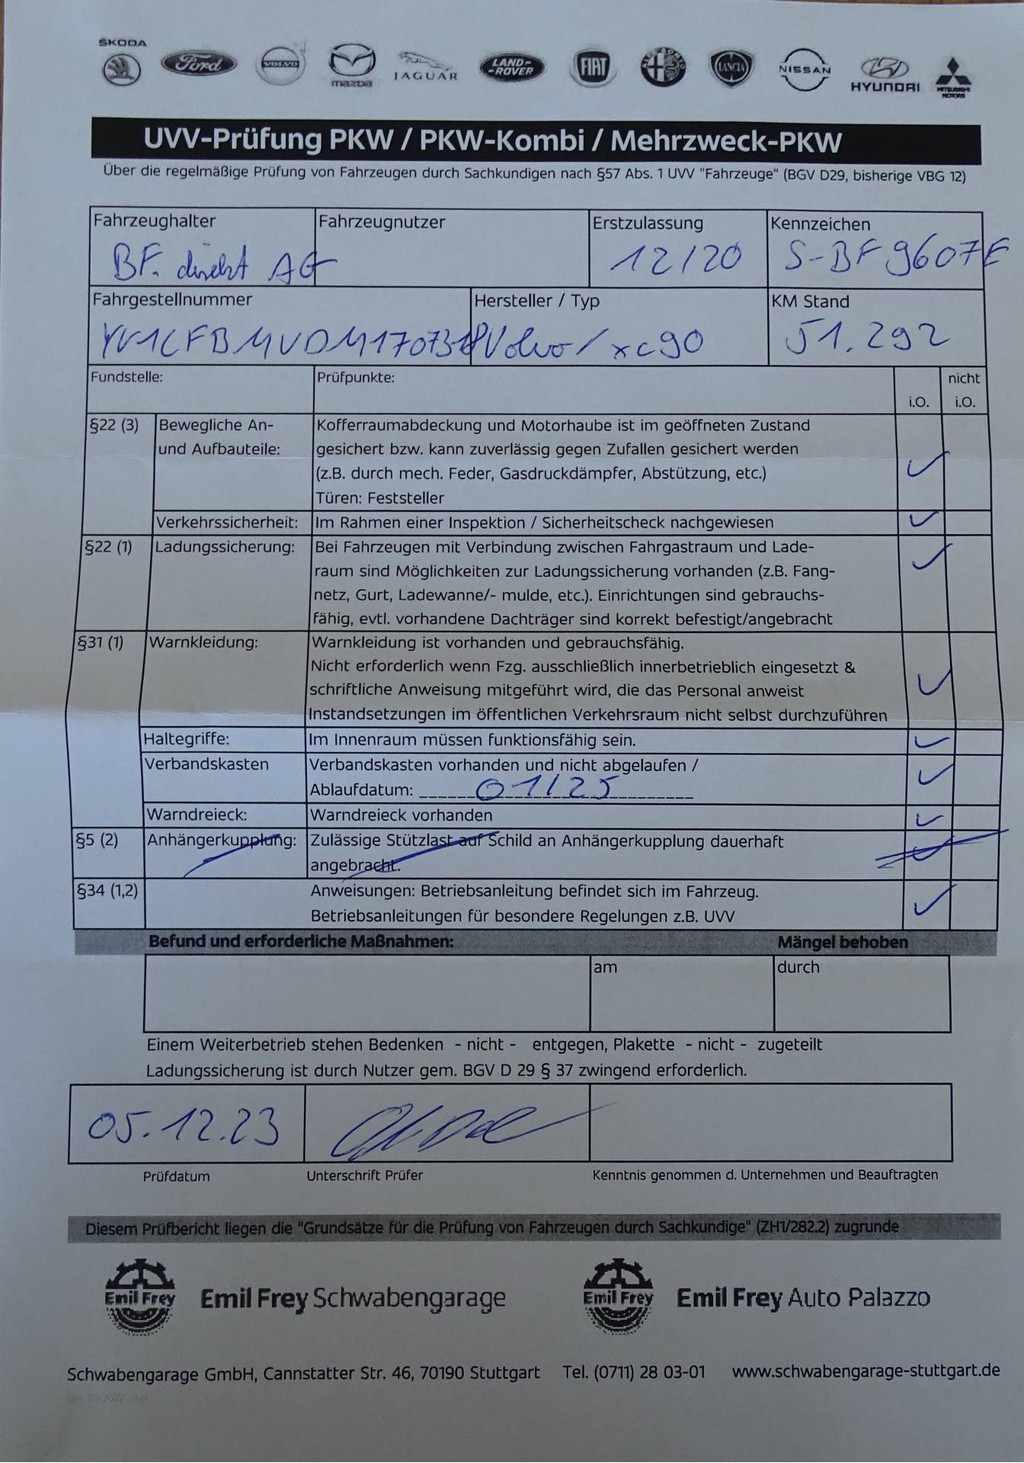 SKODA
Ford
VOLVO
mazda
JAGUAR
LAND-
-ROVER
FIAT
LANCIA
NISSAN
HYUNDAI
MITSUBISHI
MOTORS
UVV-Prüfung PKW / PKW-Kombi / Mehrzweck-PKW
Über die regelmäßige Prüfung von Fahrzeugen durch Sachkundigen nach §57 Abs. 1 UVV "Fahrzeuge" (BGV D29, bisherige VBG 12)
Fahrzeughalter Fahrzeugnutzer Erstzulassung Kennzeichen
BF. direkt AG 12/20 S-BF 9607E
Fahrgestellnummer Hersteller / Typ KM Stand
Volvo / xc90 51.292
Fundstelle: Prüfpunkte: nicht
i.O. i.O.
§22 (3) Bewegliche An- Kofferraumabdeckung und Motorhaube ist im geöffneten Zustand
und Aufbauteile: gesichert bzw. kann zuverlässig gegen Zufallen gesichert werden
(z.B. durch mech. Feder, Gasdruckdämpfer, Abstützung, etc.)
Türen: Feststeller
Verkehrssicherheit: Im Rahmen einer Inspektion / Sicherheitscheck nachgewiesen
§22 (1) Ladungssicherung: Bei Fahrzeugen mit Verbindung zwischen Fahrgastraum und Lade-
raum sind Möglichkeiten zur Ladungssicherung vorhanden (z.B. Fang-
netz, Gurt, Ladewanne/- mulde, etc.). Einrichtungen sind gebrauchs-
fähig, evtl. vorhandene Dachträger sind korrekt befestigt/angebracht
§31 (1) Warnkleidung: Warnkleidung ist vorhanden und gebrauchsfähig.
Nicht erforderlich wenn Fzg. ausschließlich innerbetrieblich eingesetzt &
schriftliche Anweisung mitgeführt wird, die das Personal anweist
Instandsetzungen im öffentlichen Verkehrsraum nicht selbst durchzuführen
Haltegriffe: Im Innenraum müssen funktionsfähig sein.
Verbandskasten Verbandskasten vorhanden und nicht abgelaufen /
Ablaufdatum: 01/25
Warndreieck: Warndreieck vorhanden
§5 (2) Anhängerkupplung: Zulässige Stützlast auf Schild an Anhängerkupplung dauerhaft
angebracht.
§34 (1,2) Anweisungen: Betriebsanleitung befindet sich im Fahrzeug.
Betriebsanleitungen für besondere Regelungen z.B. UVV
Befund und erforderliche Maßnahmen: Mängel behoben
am durch
Einem Weiterbetrieb stehen Bedenken - nicht - entgegen, Plakette - nicht - zugeteilt
Ladungssicherung ist durch Nutzer gem. BGV D 29 § 37 zwingend erforderlich.
05.12.23
Prüfdatum Unterschrift Prüfer Kenntnis genommen d. Unternehmen und Beauftragten
Diesem Prüfbericht liegen die "Grundsätze für die Prüfung von Fahrzeugen durch Sachkundige" (ZH1/282.2) zugrunde
Emil Frey Emil Frey Schwabengarage Emil Frey Emil Frey Auto Palazzo
Schwabengarage GmbH, Cannstatter Str. 46, 70190 Stuttgart Tel. (0711) 28 03-01 www.schwabengarage-stuttgart.de